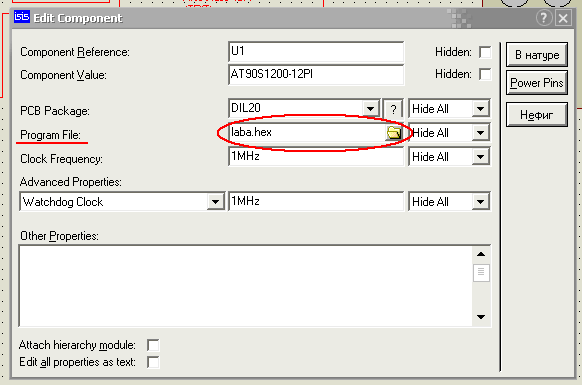 isis Edit Component
Component Reference: U1 Hidden: В натуре
Component Value: AT90S1200-12PI Hidden:
Power Pins
PCB Package: DIL20 ? Hide All
Нефиг
Program File: laba.hex Hide All
Clock Frequency: 1MHz Hide All
Advanced Properties:
Watchdog Clock 1MHz Hide All
Other Properties:
Attach hierarchy module:
Edit all properties as text: